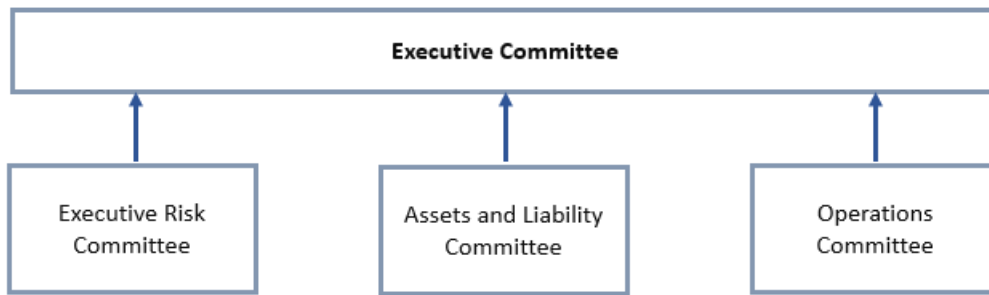 Executive Committee
Executive Risk
Committee
Assets and Liability
Committee
Operations
Committee